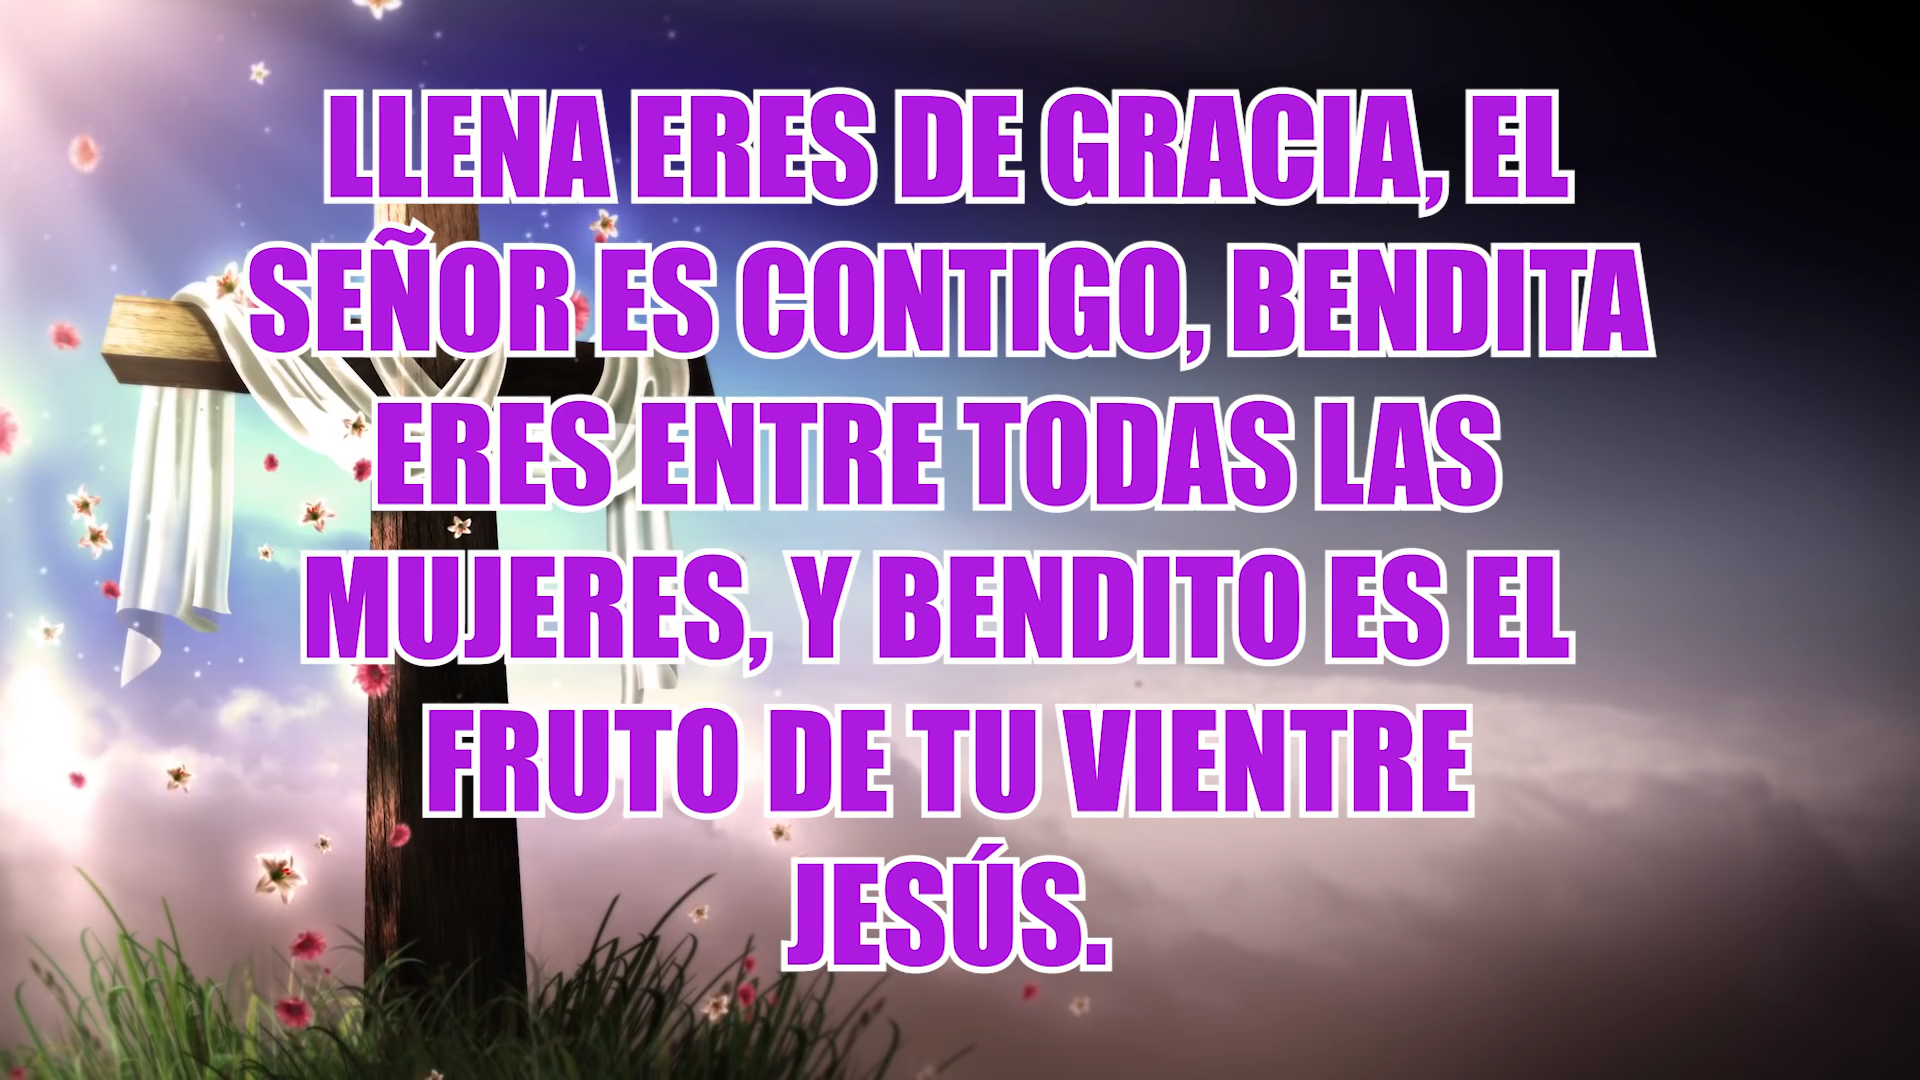 LLENA ERES DE GRACIA, EL
SEÑOR ES CONTIGO, BENDITA
ERES ENTRE TODAS LAS
MUJERES, Y BENDITO ES EL
FRUTO DE TU VIENTRE
JESÚS.